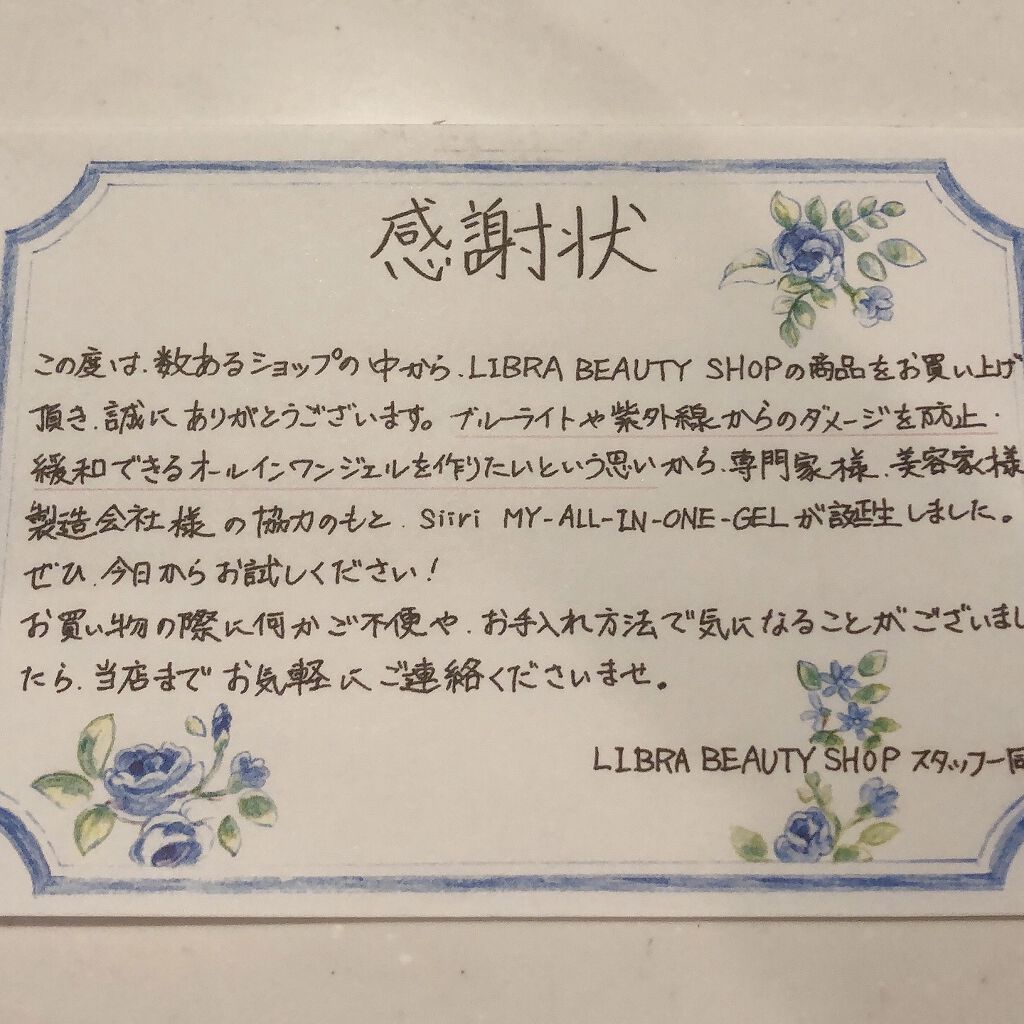 感謝状
この度は、数あるショップの中から、LIBRA BEAUTY SHOPの商品をお買い上げ
頂き、誠にありがとうございます。ブルーライトや紫外線からのダメージを防止・
緩和できるオールインワンジェルを作りたいという思いから、専門家様、美容家様
製造会社様の協力のもと、Siiri MY-ALL-IN-ONE-GELが誕生しました。
ぜひ、今日からお試しください!
お買い物の際に何かご不便や、お手入れ方法で気になることがございまし
たら、当店までお気軽にご連絡くださいませ。
LIBRA BEAUTY SHOP スタッフ一同